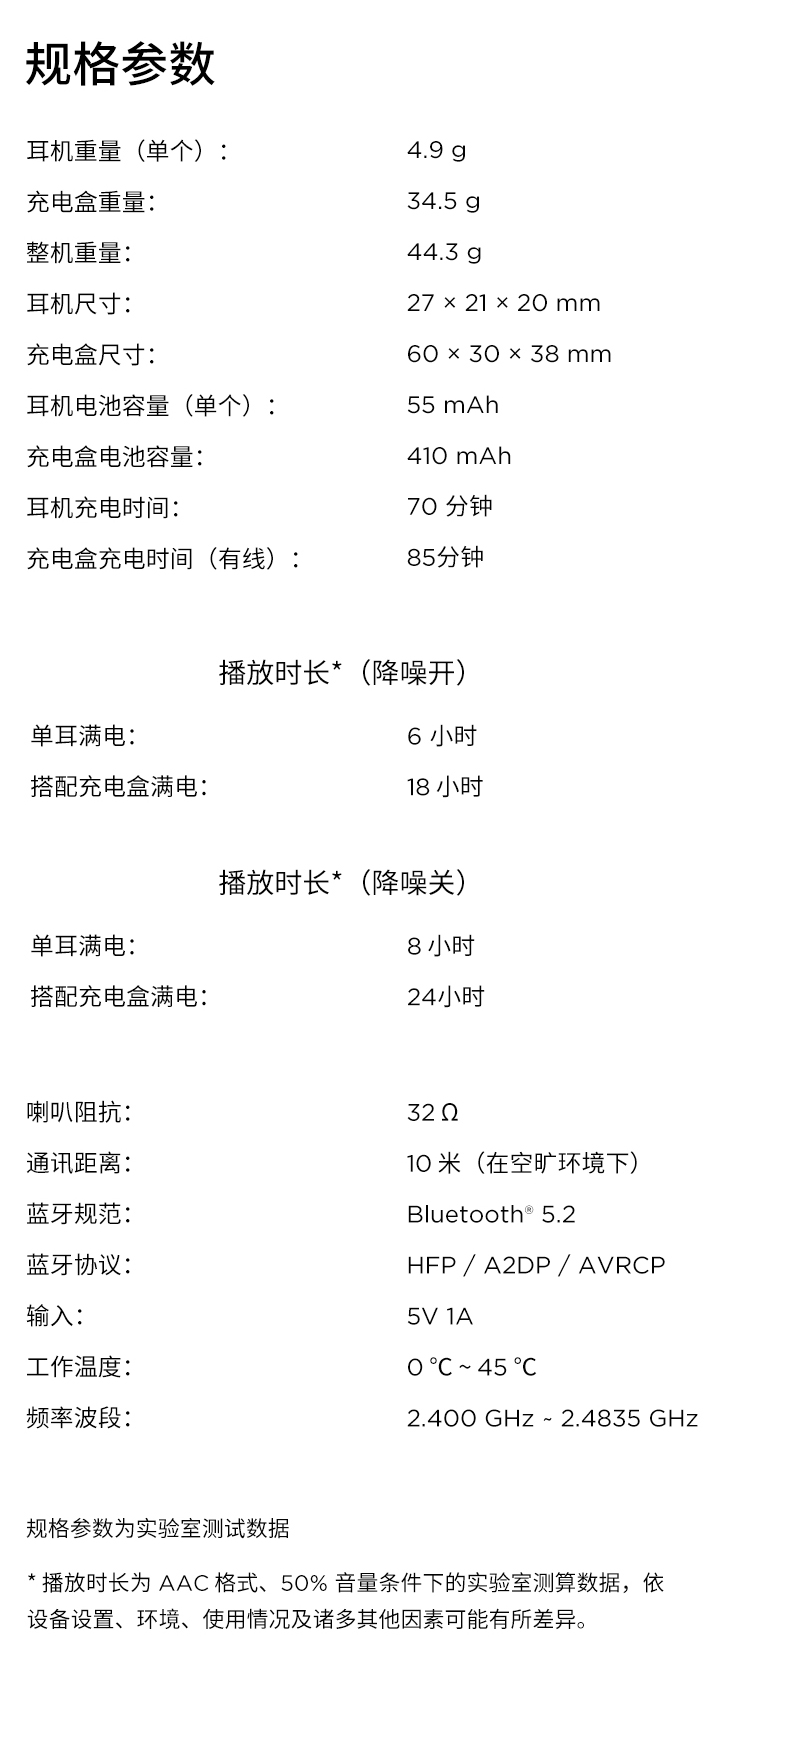 规格参数
耳机重量（单个）： 4.9 g
充电盒重量： 34.5 g
整机重量： 44.3 g
耳机尺寸： 27 × 21 × 20 mm
充电盒尺寸： 60 × 30 × 38 mm
耳机电池容量（单个）： 55 mAh
充电盒电池容量： 410 mAh
耳机充电时间： 70 分钟
充电盒充电时间（有线）： 85分钟
播放时长*（降噪开）
单耳满电： 6 小时
搭配充电盒满电： 18 小时
播放时长*（降噪关）
单耳满电： 8 小时
搭配充电盒满电： 24小时
喇叭阻抗： 32 Ω
通讯距离： 10 米（在空旷环境下）
蓝牙规范： Bluetooth® 5.2
蓝牙协议： HFP / A2DP / AVRCP
输入： 5V 1A
工作温度： 0 ℃ ~ 45 ℃
频率波段： 2.400 GHz ~ 2.4835 GHz
规格参数为实验室测试数据
* 播放时长为 AAC 格式、50% 音量条件下的实验室测算数据，依
设备设置、环境、使用情况及诸多其他因素可能有所差异。